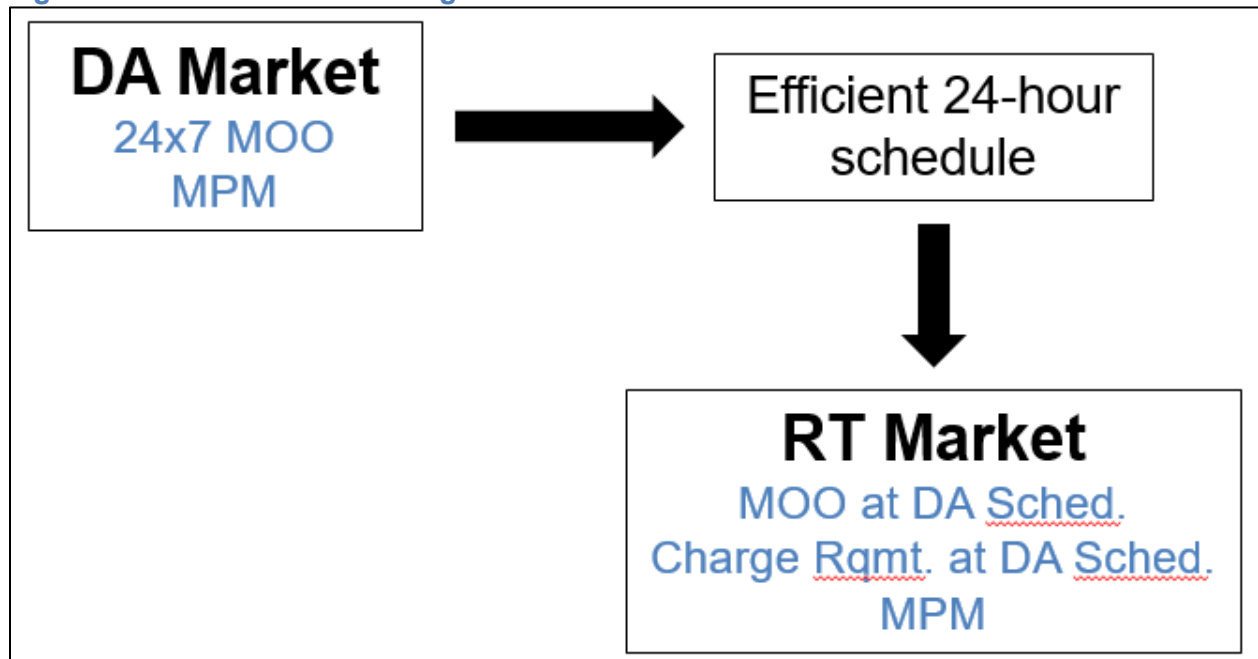 DA Market
24x7 MOO
MPM
Efficient 24-hour
schedule
RT Market
MOO at DA Sched.
Charge Rqmt. at DA Sched.
MPM